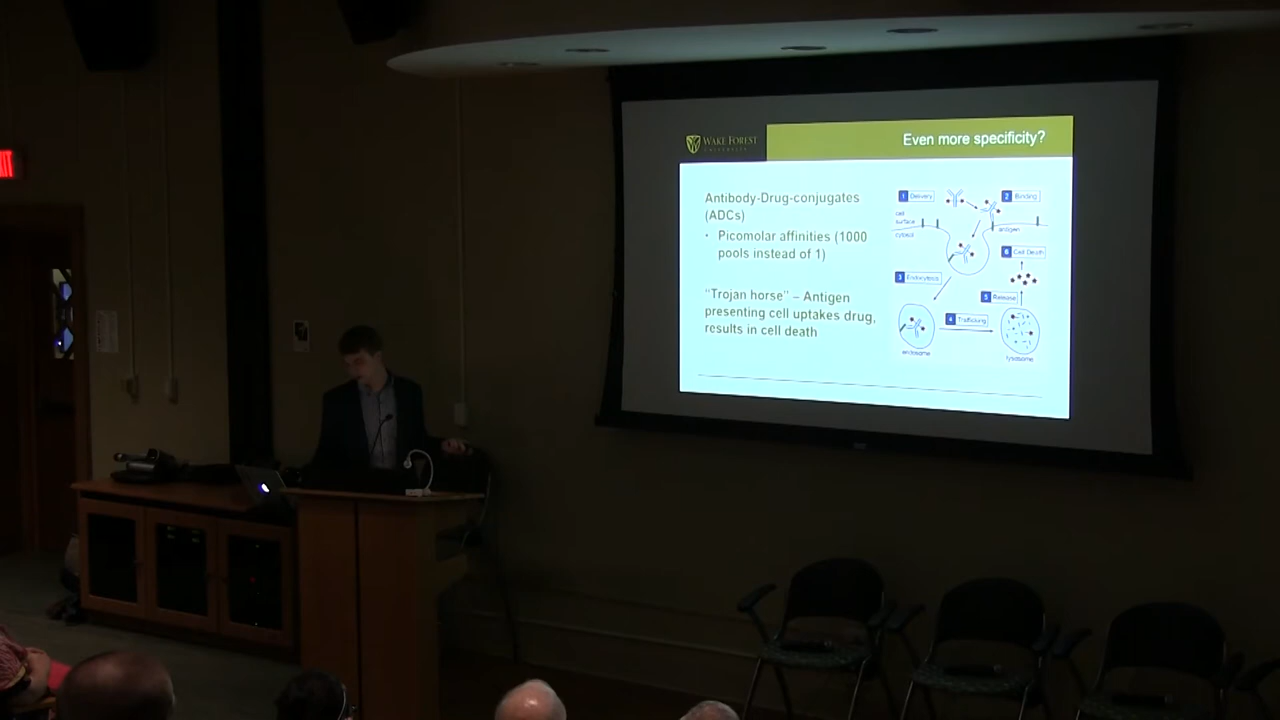 WAKE FOREST
UNIVERSITY
Even more specificity?
Antibody-Drug-conjugates
(ADCs)
• Picomolar affinities (1000
pools instead of 1)
"Trojan horse" – Antigen
presenting cell uptakes drug,
results in cell death
1 Delivery
2 Binding
cell
surface
cytosol
antigen
6 Cell Death
3 Endocytosis
5 Release
4 Trafficking
endosome
lysosome